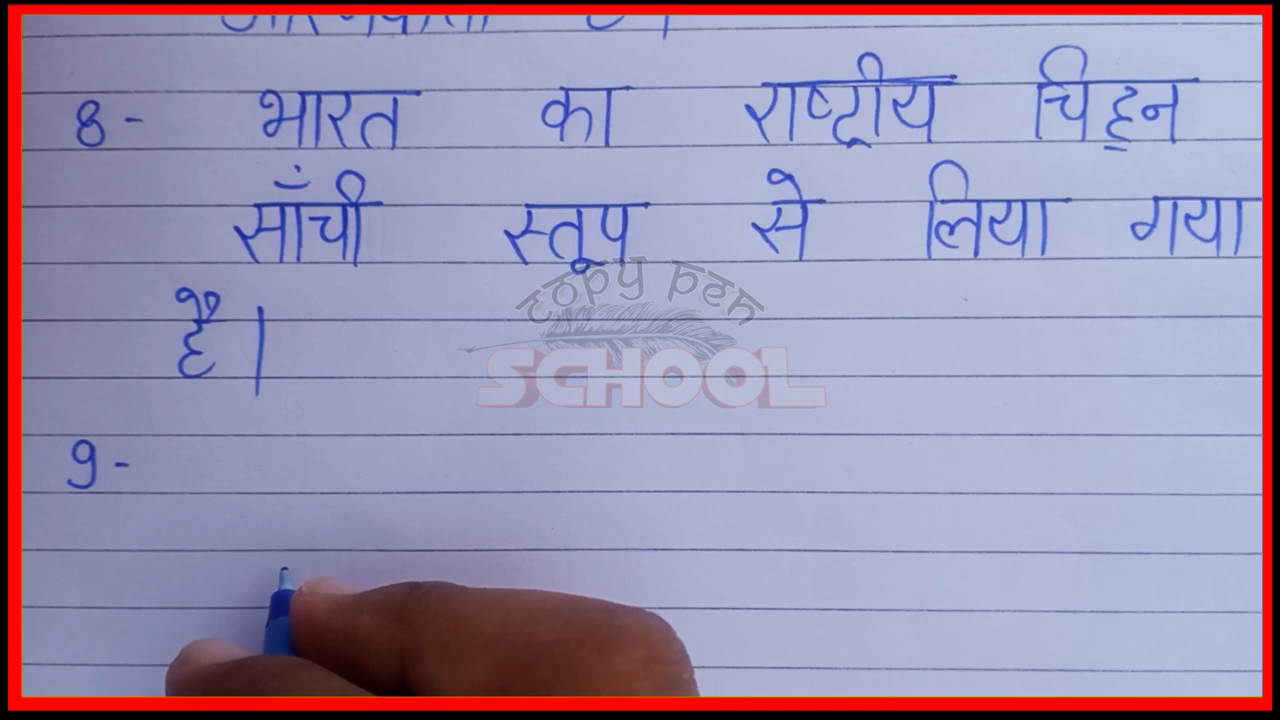 8- भारत का राष्ट्रीय चिह्न
साँची स्तूप से लिया गया
है।
copy pen
SCHOOL
9-